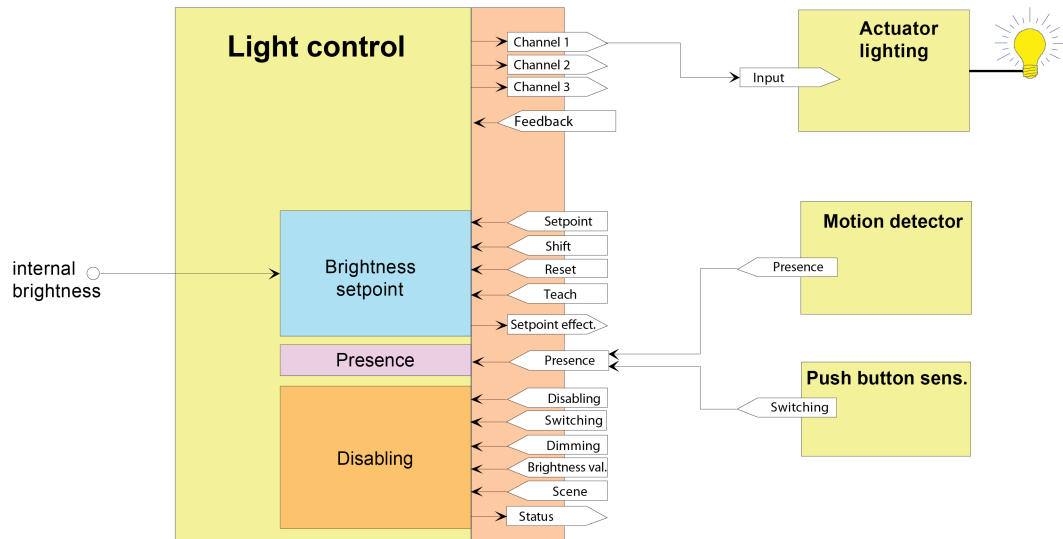 Light control
Channel 1
Channel 2
Channel 3
Feedback
Input
Actuator
lighting
internal
brightness
Brightness
setpoint
Setpoint
Shift
Reset
Teach
Setpoint effect.
Presence
Presence
Motion detector
Presence
Push button sens.
Switching
Disabling
Disabling
Switching
Dimming
Brightness val.
Scene
Status